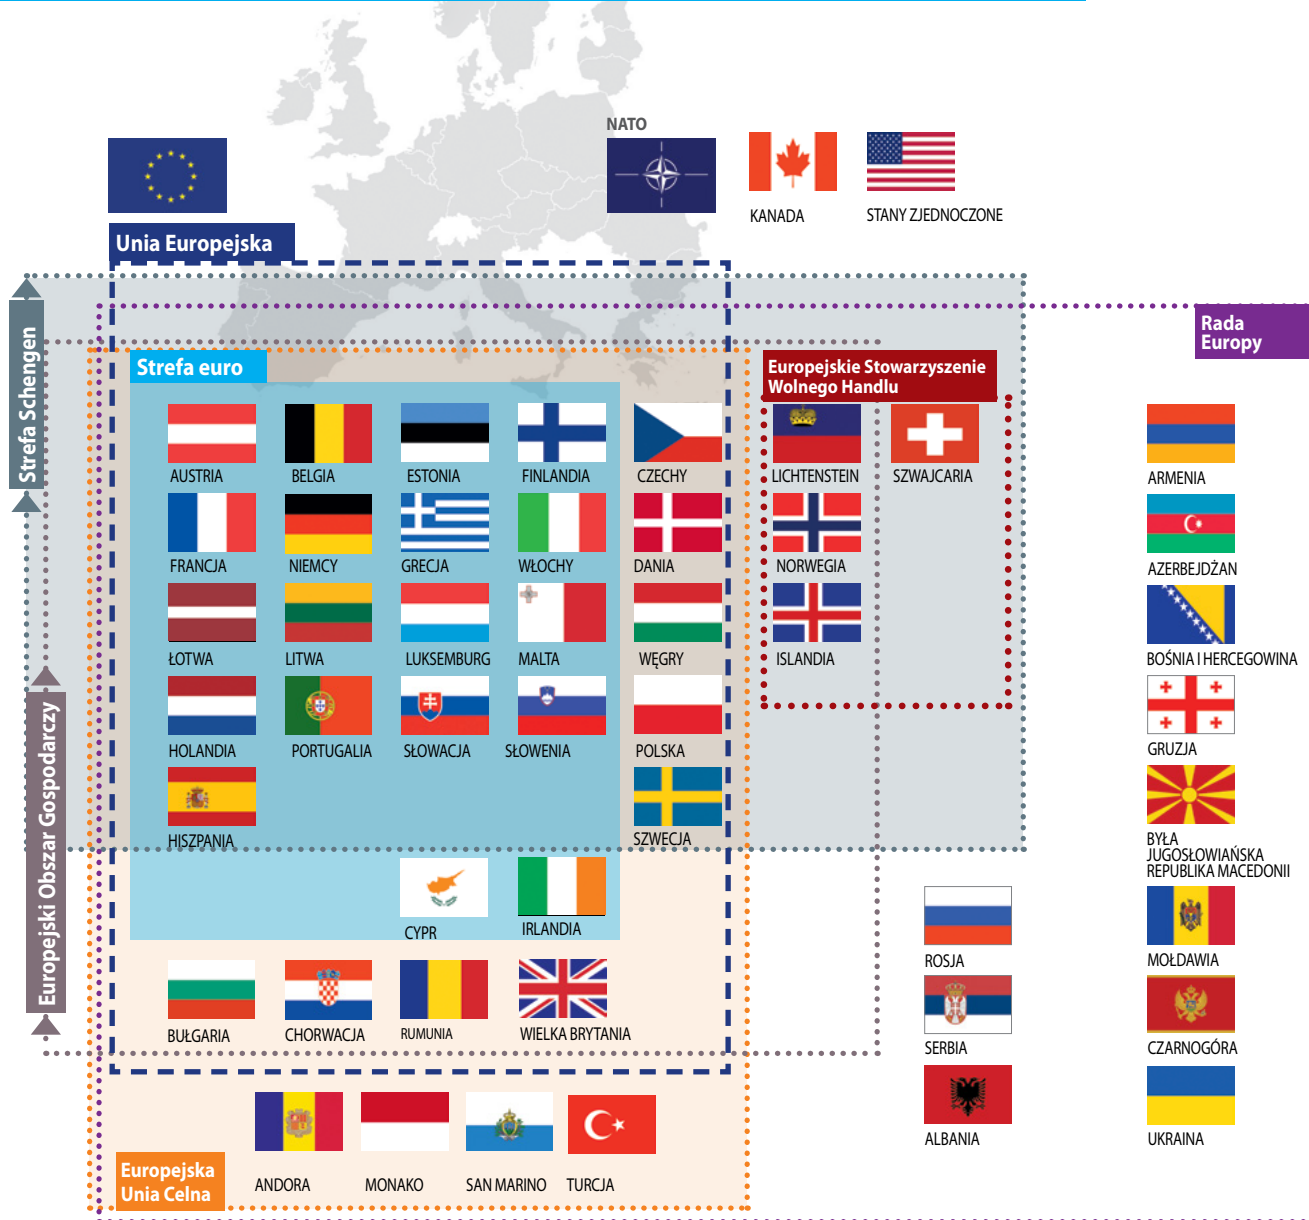 NATO
KANADA
STANY ZJEDNOCZONE
Unia Europejska
Rada
Europy
Strefa Schengen
Strefa euro
Europejskie Stowarzyszenie
Wolnego Handlu
AUSTRIA
BELGIA
ESTONIA
FINLANDIA
CZECHY
LICHTENSTEIN
SZWAJCARIA
ARMENIA
FRANCJA
NIEMCY
GRECJA
WŁOCHY
DANIA
NORWEGIA
AZERBEJDŻAN
ŁOTWA
LITWA
LUKSEMBURG
MALTA
WĘGRY
ISLANDIA
BOŚNIA I HERCEGOWINA
Europejski Obszar Gospodarczy
HOLANDIA
PORTUGALIA
SŁOWACJA
SŁOWENIA
POLSKA
GRUZJA
HISZPANIA
SZWECJA
BYŁA
JUGOSŁOWIAŃSKA
REPUBLIKA MACEDONII
CYPR
IRLANDIA
ROSJA
MOŁDAWIA
BUŁGARIA
CHORWACJA
RUMUNIA
WIELKA BRYTANIA
SERBIA
CZARNOGÓRA
ALBANIA
UKRAINA
Europejska
Unia Celna
ANDORA
MONAKO
SAN MARINO
TURCJA